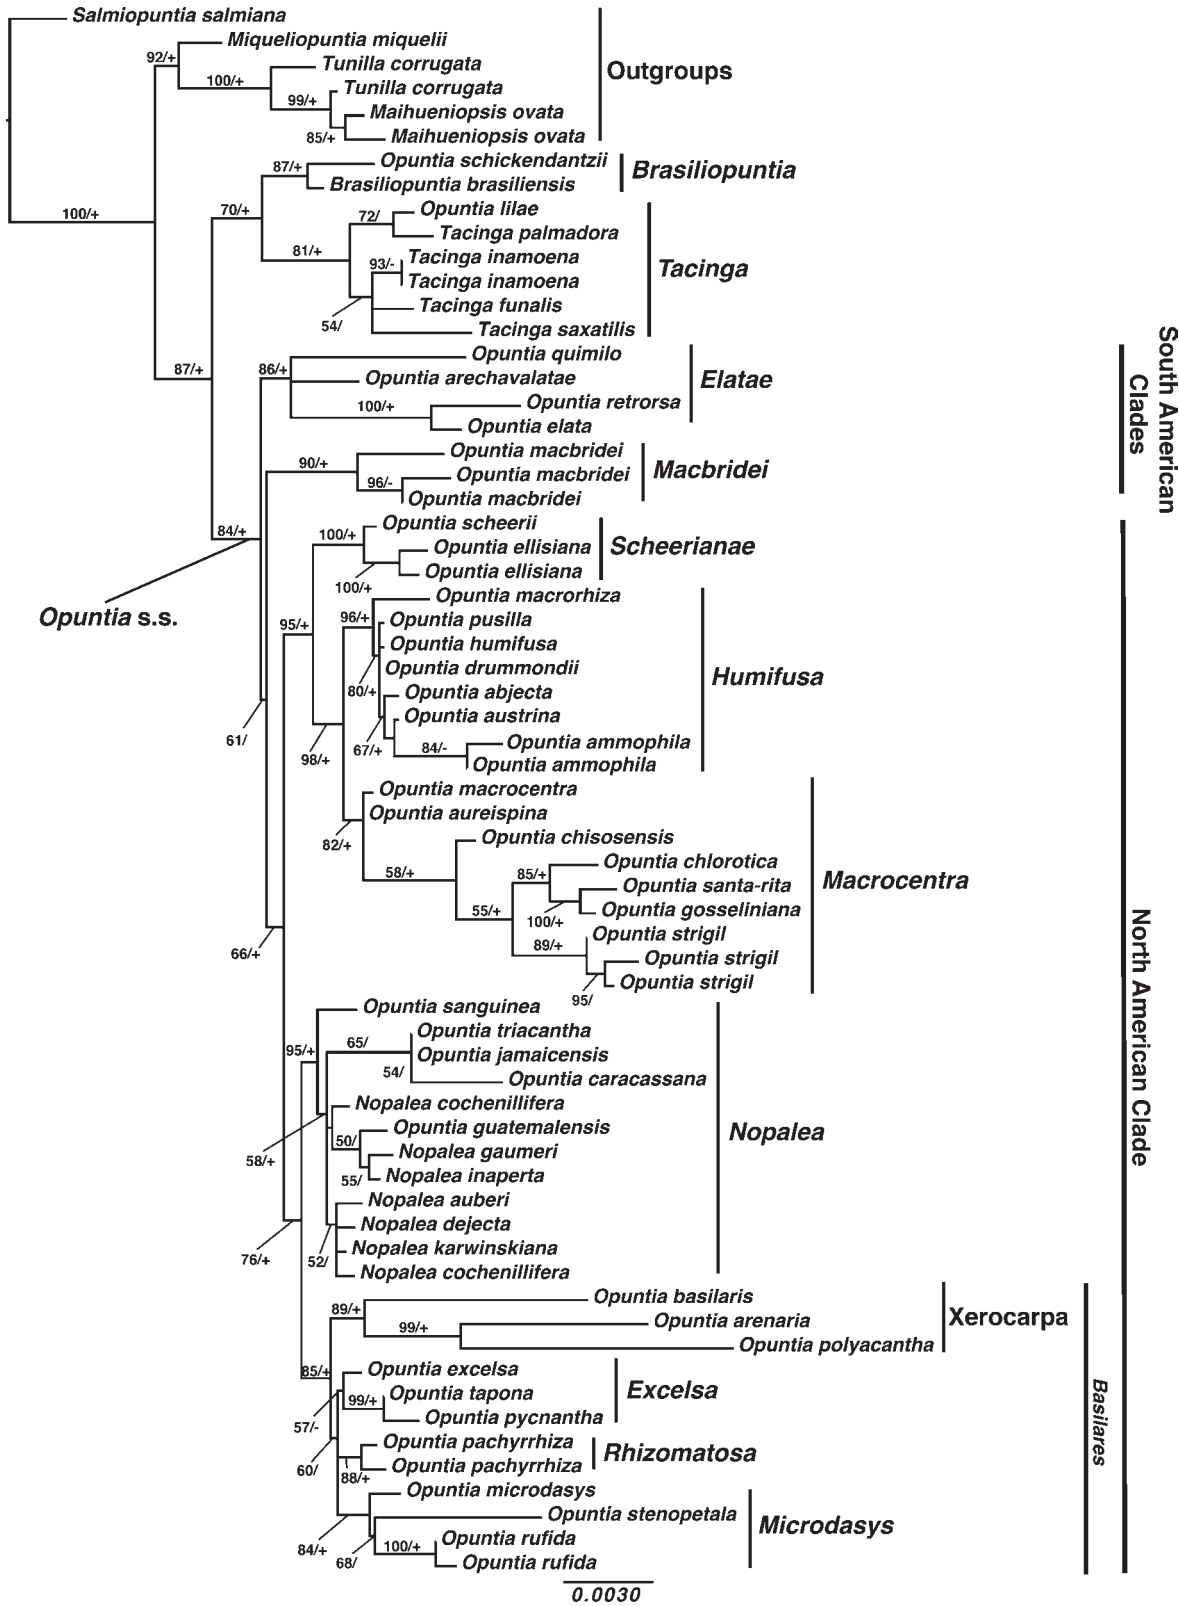 Salmiopuntia salmiana
Miqueliopuntia miquelii
92/+
Tunilla corrugata
100/+
Outgroups
Tunilla corrugata
99/+
Maihueniopsis ovata
85/+
Maihueniopsis ovata
Opuntia schickendantzii
87/+
Brasiliopuntia
Brasiliopuntia brasiliensis
100/+
70/+
Opuntia lilae
72/
Tacinga palmadora
81/+
Tacinga inamoena
93/-
Tacinga
Tacinga inamoena
Tacinga funalis
54/
Tacinga saxatilis
Opuntia quimilo
87/+
86/+
Opuntia arechavalatae
Elatae
100/+
Opuntia retrorsa
Opuntia elata
South American
Clades
Opuntia macbridei
90/+
Opuntia macbridei
Macbridei
96/-
Opuntia macbridei
84/+
Opuntia scheerii
100/+
Opuntia ellisiana
Scheerianae
Opuntia ellisiana
100/+
Opuntia s.s.
Opuntia macrorhiza
95/+
96/+
Opuntia pusilla
Opuntia humifusa
Opuntia drummondii
Humifusa
80/+
Opuntia abjecta
Opuntia austrina
61/
98/+
67/+
84/-
Opuntia ammophila
Opuntia ammophila
Opuntia macrocentra
Opuntia aureispina
82/+
Opuntia chisosensis
58/+
85/+
Opuntia chlorotica
Opuntia santa-rita
Macrocentra
55/+
100/+
Opuntia gosseliniana
Opuntia strigil
66/+
89/+
Opuntia strigil
Opuntia strigil
95/
North American Clade
Opuntia sanguinea
Opuntia triacantha
95/+
65/
Opuntia jamaicensis
54/
Opuntia caracassana
Nopalea cochenillifera
Opuntia guatemalensis
Nopalea
50/
58/+
Nopalea gaumeri
55/
Nopalea inaperta
Nopalea auberi
Nopalea dejecta
76/+
52/
Nopalea karwinskiana
Nopalea cochenillifera
Opuntia basilaris
89/+
Opuntia arenaria
Xerocarpa
99/+
Opuntia polyacantha
85/+
Opuntia excelsa
Opuntia tapona
Excelsa
99/+
Opuntia pycnantha
57/-
Basilares
Opuntia pachyrrhiza
Rhizomatosa
60/
88/+
Opuntia pachyrrhiza
Opuntia microdasys
Opuntia stenopetala
Microdasys
84/+
68/
100/+
Opuntia rufida
Opuntia rufida
0.0030